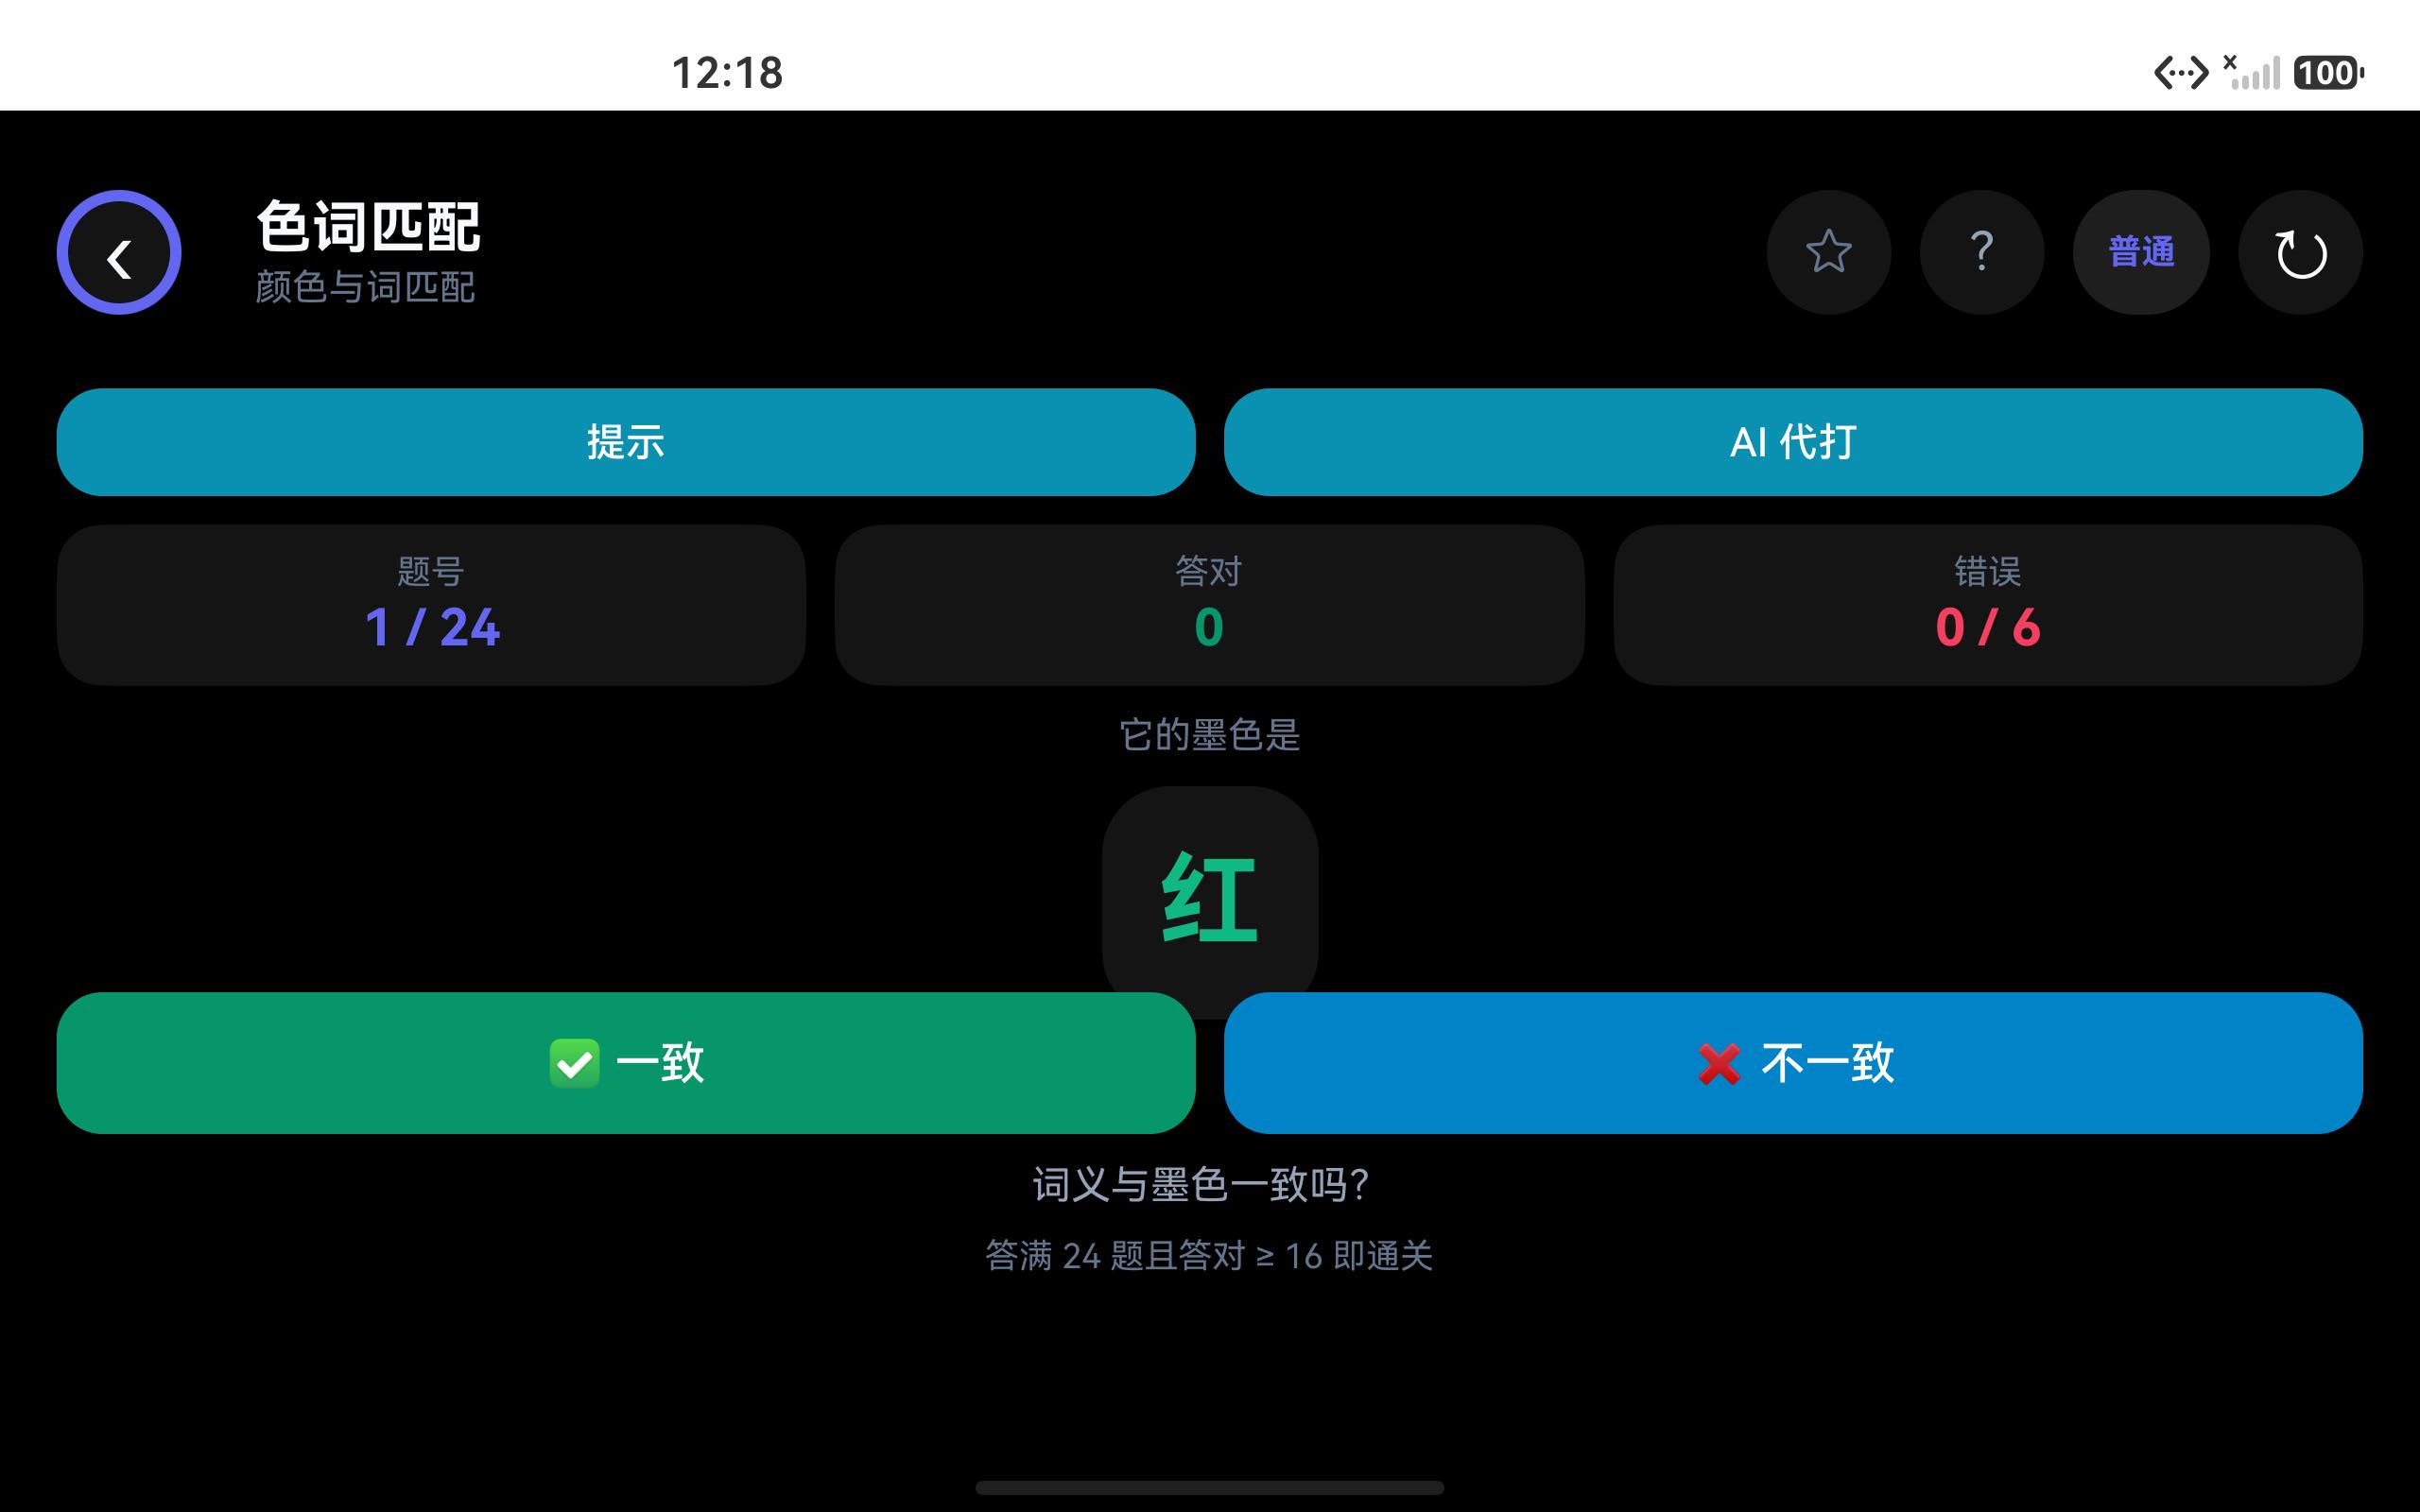 12:18
100
色词匹配
颜色与词匹配
?
普通
提示
AI 代打
题号
1 / 24
答对
0
错误
0 / 6
它的墨色是
红
✅ 一致
❌ 不一致
词义与墨色一致吗?
答满 24 题且答对 ≥ 16 即通关